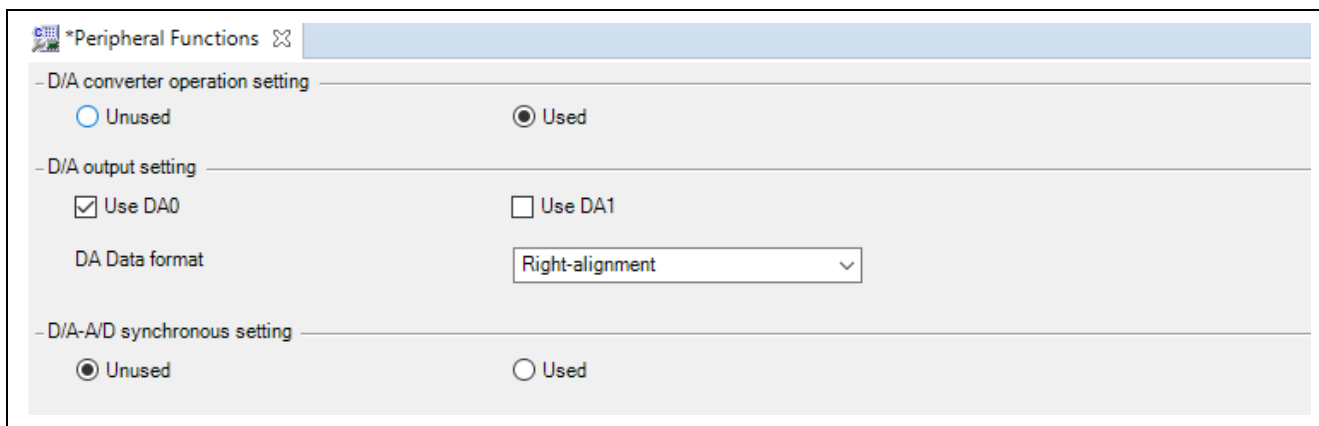 *Peripheral Functions
D/A converter operation setting
Unused Used
D/A output setting
Use DA0 Use DA1
DA Data format Right-alignment
D/A-A/D synchronous setting
Unused Used